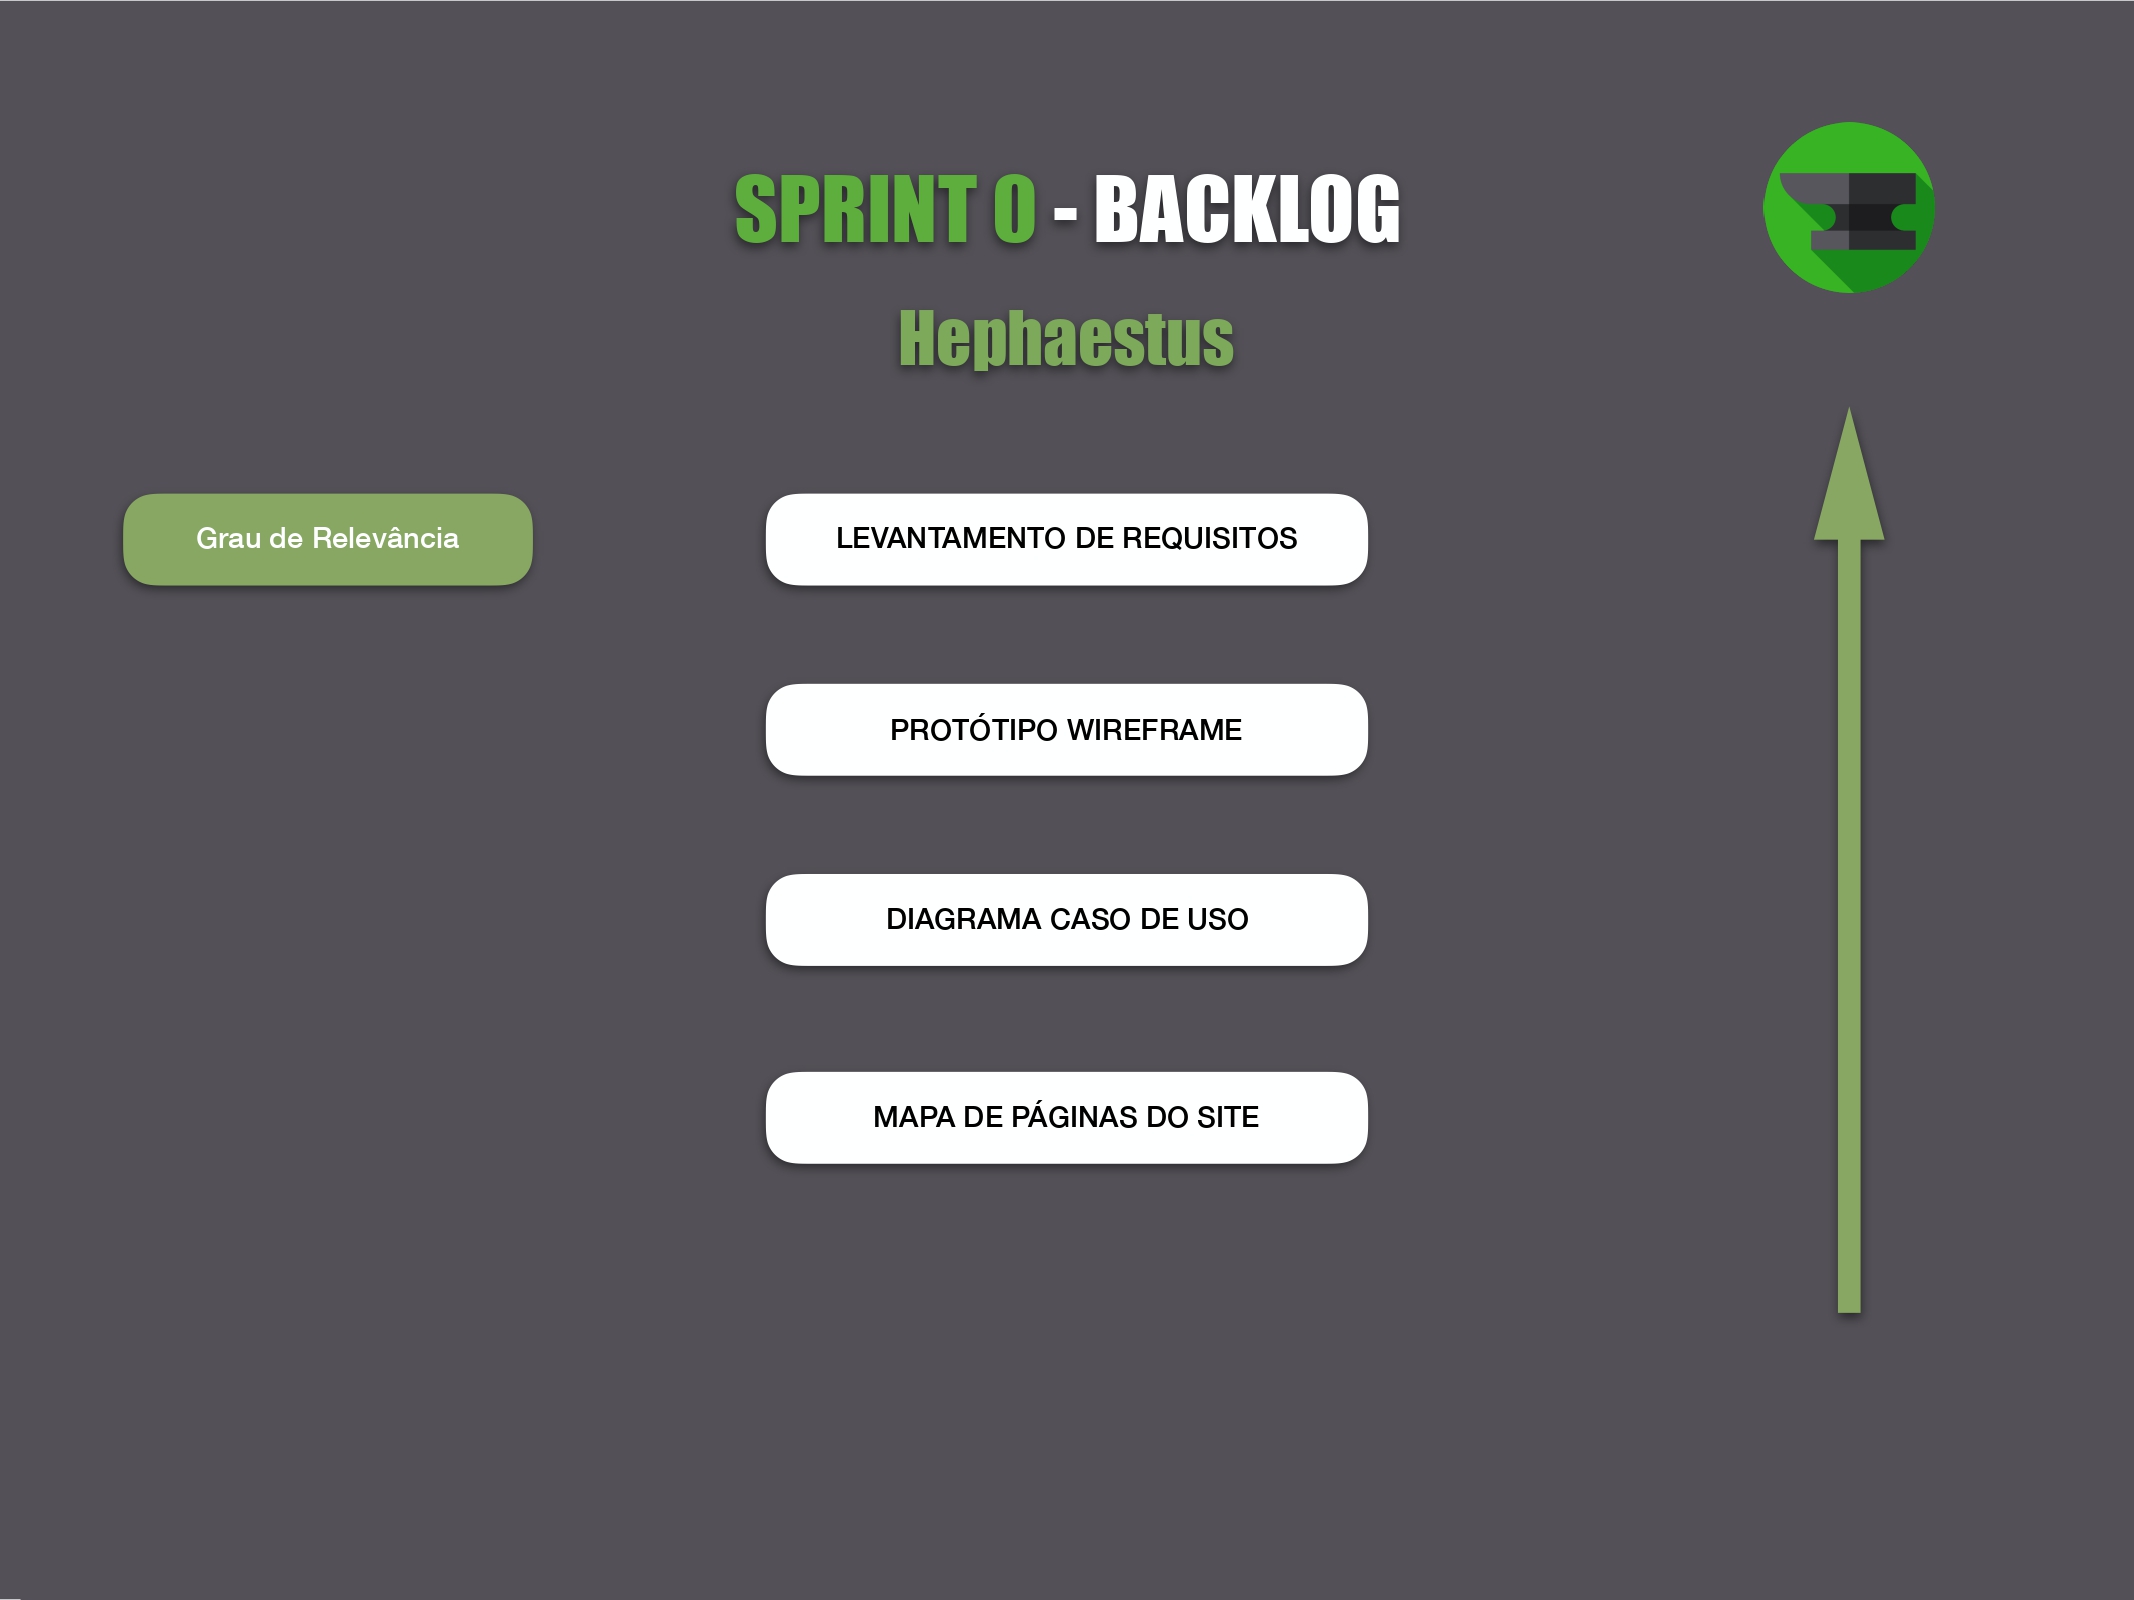 SPRINT 0 - BACKLOG
Hephaestus
Grau de Relevância
LEVANTAMENTO DE REQUISITOS
PROTÓTIPO WIREFRAME
DIAGRAMA CASO DE USO
MAPA DE PÁGINAS DO SITE